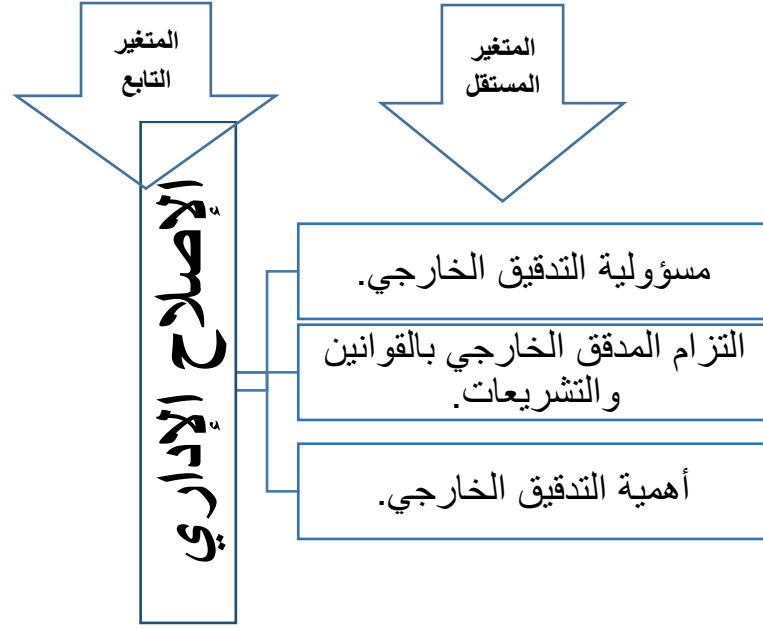 المتغير
المستقل
المتغير
التابع
مسؤولية التدقيق الخارجي.
التزام المدقق الخارجي بالقوانين
والتشريعات.
أهمية التدقيق الخارجي.
الإصلاح الإداري